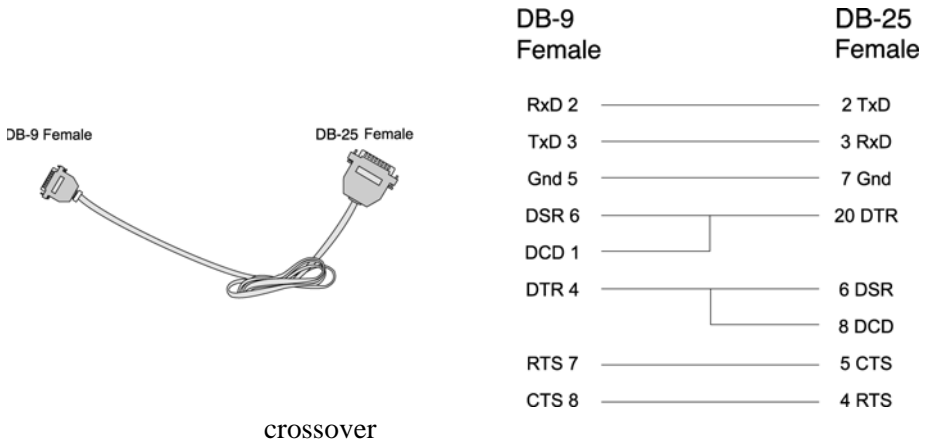 DB-9 Female
DB-25 Female
DB-9
Female
DB-25
Female
RxD 2
2 TxD
TxD 3
3 RxD
Gnd 5
7 Gnd
DSR 6
20 DTR
DCD 1
DTR 4
6 DSR
8 DCD
RTS 7
5 CTS
CTS 8
4 RTS
crossover